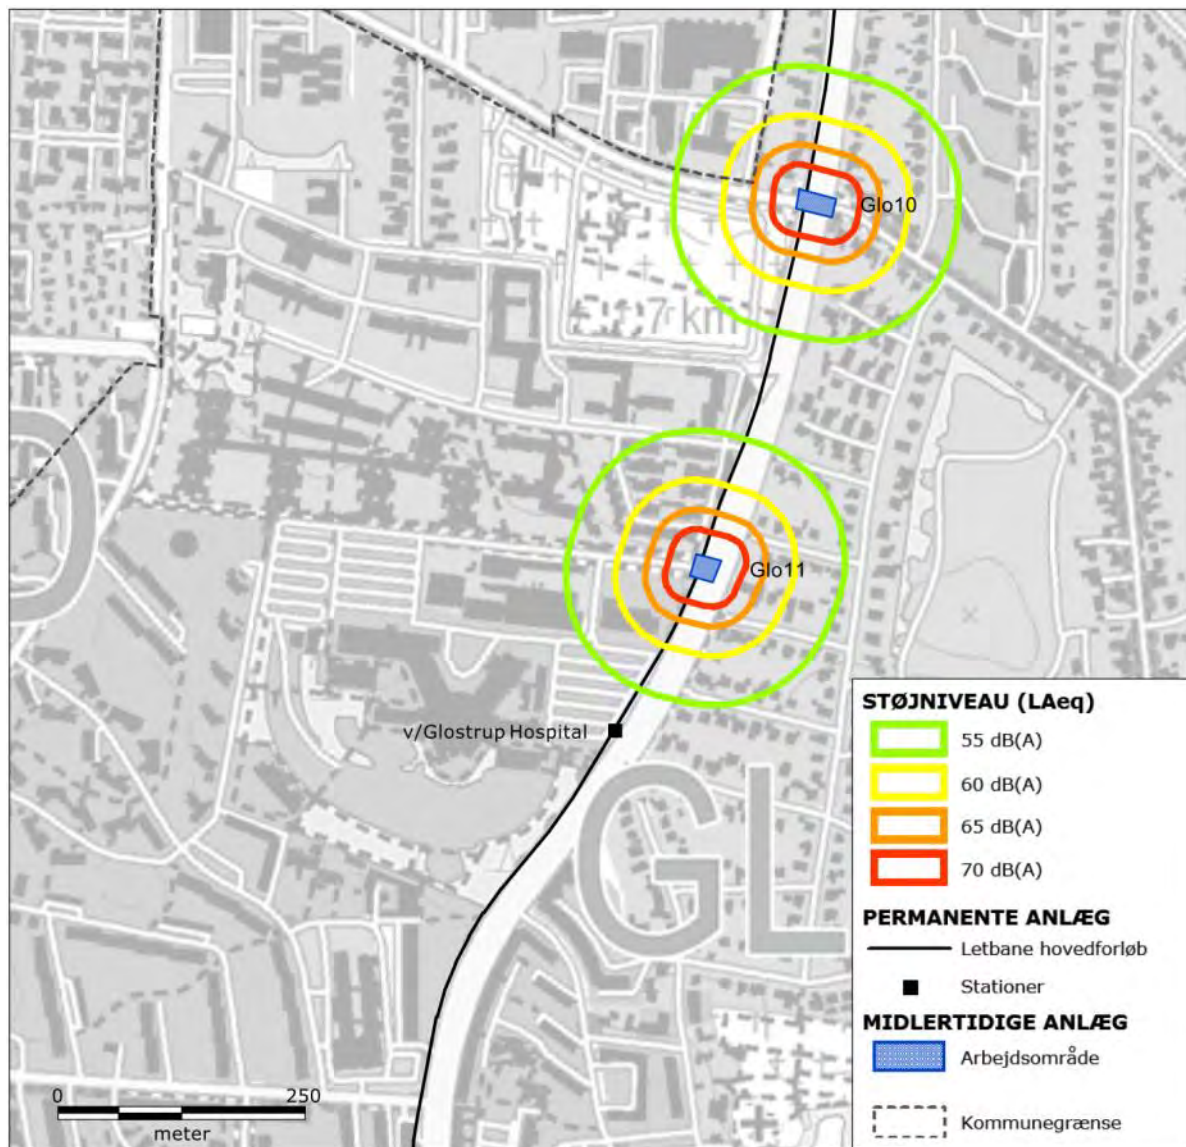 Glo10
7 km
Glo11
v/Glostrup Hospital
GL
0 250
meter
STØJNIVEAU (LAeq)
55 dB(A)
60 dB(A)
65 dB(A)
70 dB(A)
PERMANENTE ANLÆG
Letbane hovedforløb
Stationer
MIDLERTIDIGE ANLÆG
Arbejdsområde
Kommunegrænse